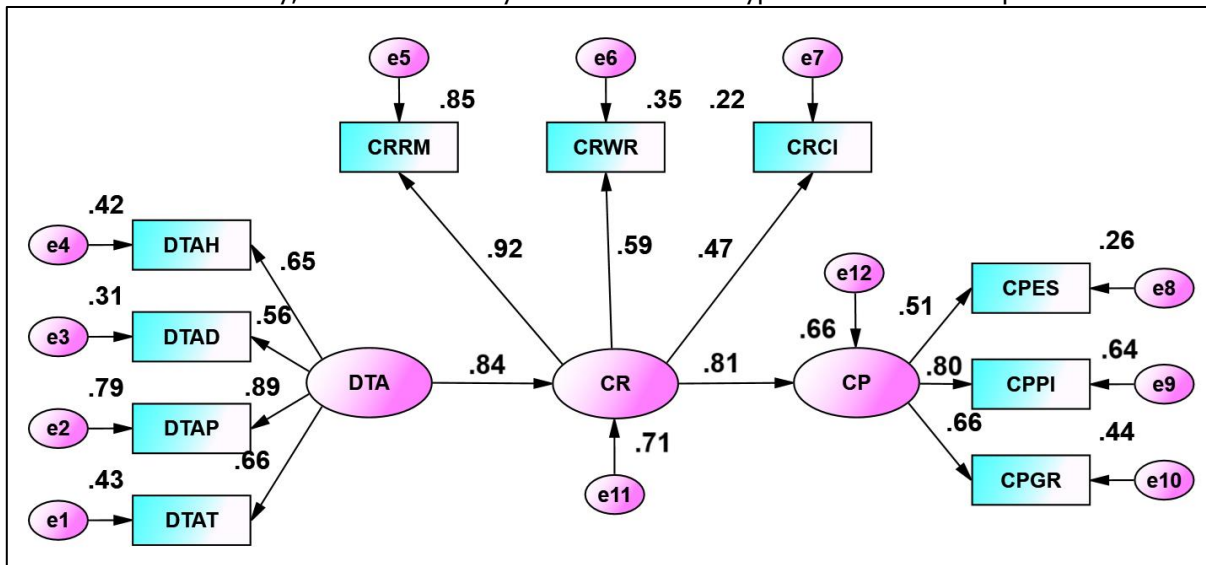 e5
e6
e7
.85
.35
.22
CRRM
CRWR
CRCI
.42
e4
DTAH
.65
.92
.59
.47
.31
e3
DTAD
.56
e12
.26
CPES
e8
.51
.66
.79
.89
DTA
.84
CR
.81
CP
.80
.64
CPPI
e9
e2
DTAP
.66
.71
.66
.44
.43
e11
CPGR
e10
e1
DTAT